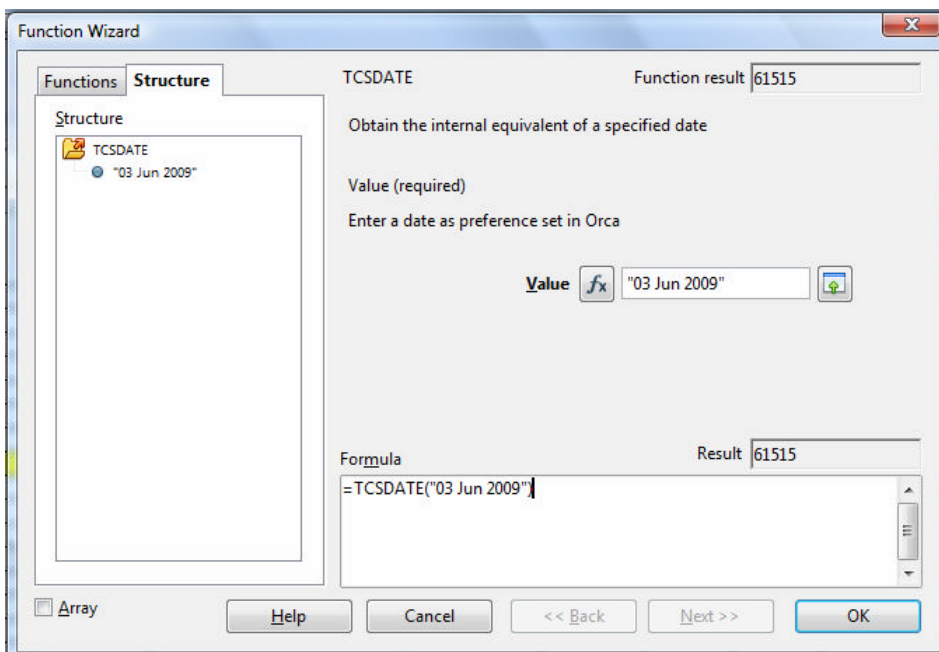 Function Wizard
Functions
Structure
Structure
TCSDATE
"03 Jun 2009"
TCSDATE
Function result 61515
Obtain the internal equivalent of a specified date
Value (required)
Enter a date as preference set in Orca
Value fx "03 Jun 2009"
Formula
Result 61515
=TCSDATE("03 Jun 2009")
Array
Help
Cancel
<< Back
Next >>
OK